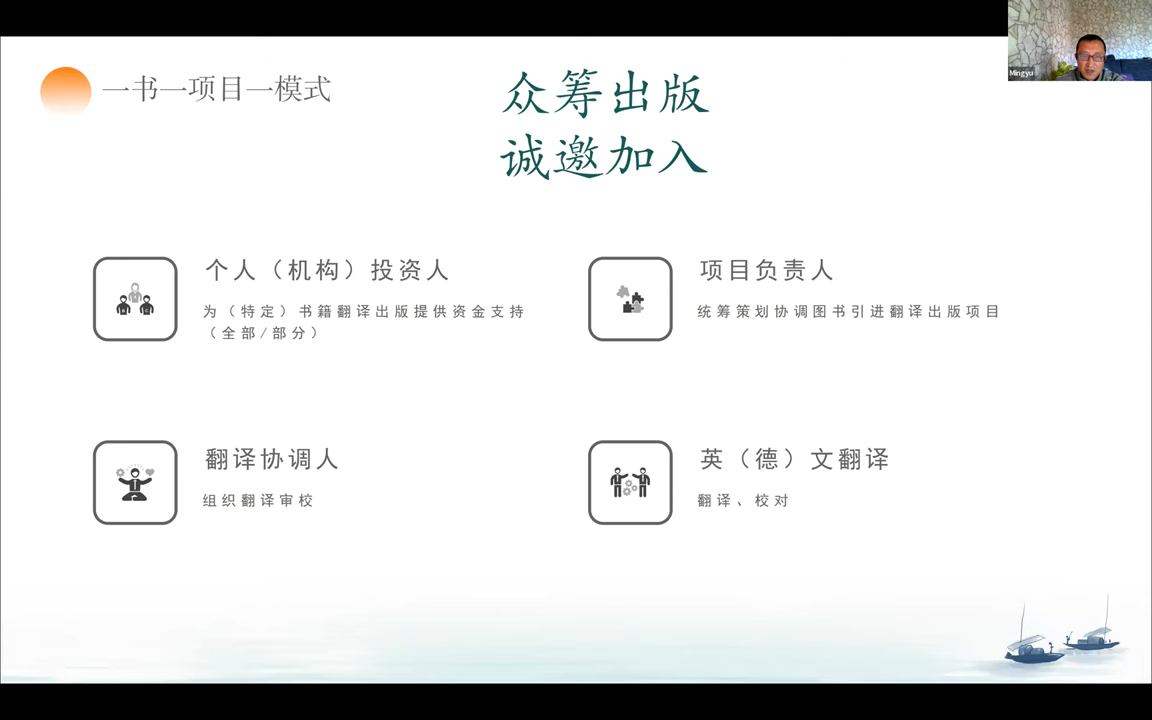 一书一项目一模式
众筹出版
诚邀加入
Mingyu
个人（机构）投资人
为（特定）书籍翻译出版提供资金支持
（全部/部分）
项目负责人
统筹策划协调图书引进翻译出版项目
翻译协调人
组织翻译审校
英（德）文翻译
翻译、校对